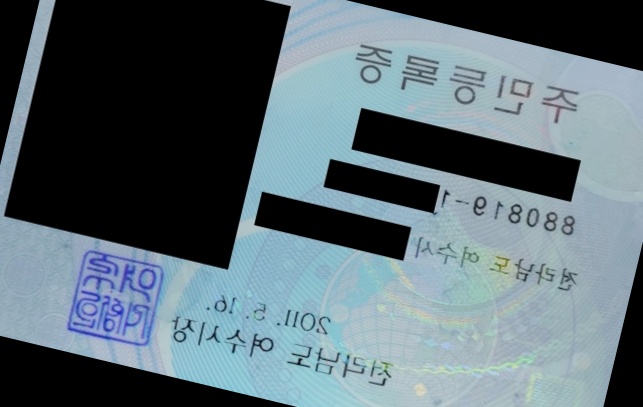 주민등록증
880819-1
전라남도 여수시
2011. 5. 16.
전라남도 여수시장